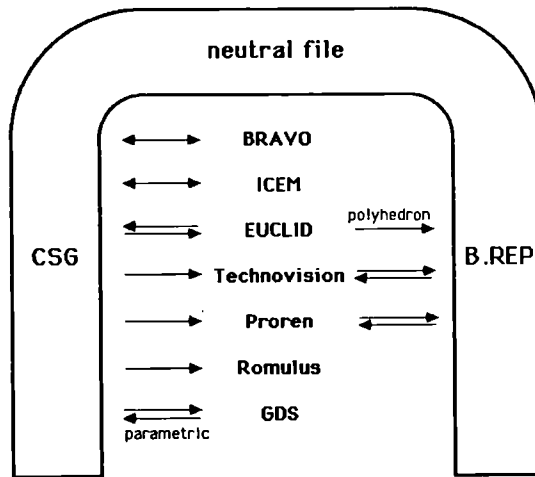 neutral file
BRAVO
ICEM
polyhedron
EUCLID
CSG
B.REP
Technovision
Proren
Romulus
GDS
parametric